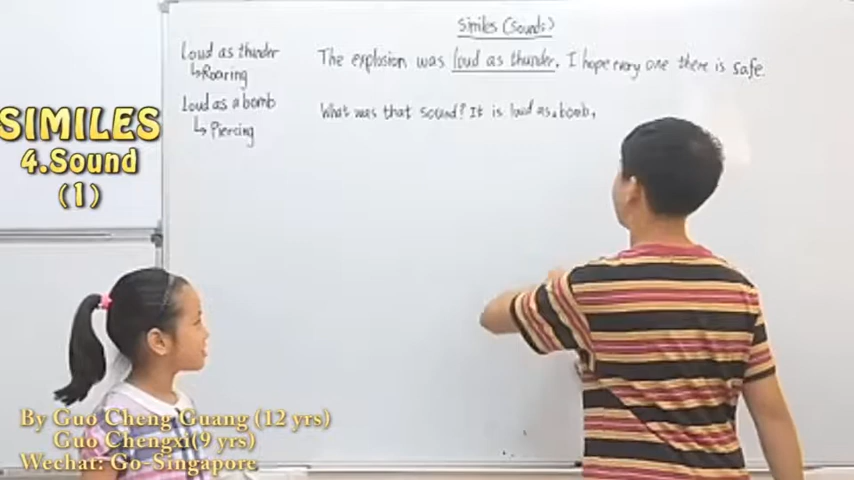 Similes (Sounds)
Loud as thunder
↳Roaring
The explosion was loud as thunder. I hope every one there is safe.
Loud as a bomb
↳Piercing
What was that sound? It is loud as a bomb.
SIMILES
4.Sound
(1)
By Guo Cheng Guang (12 yrs)
Guo Chengxi(9 yrs)
Wechat: Go-Singapore